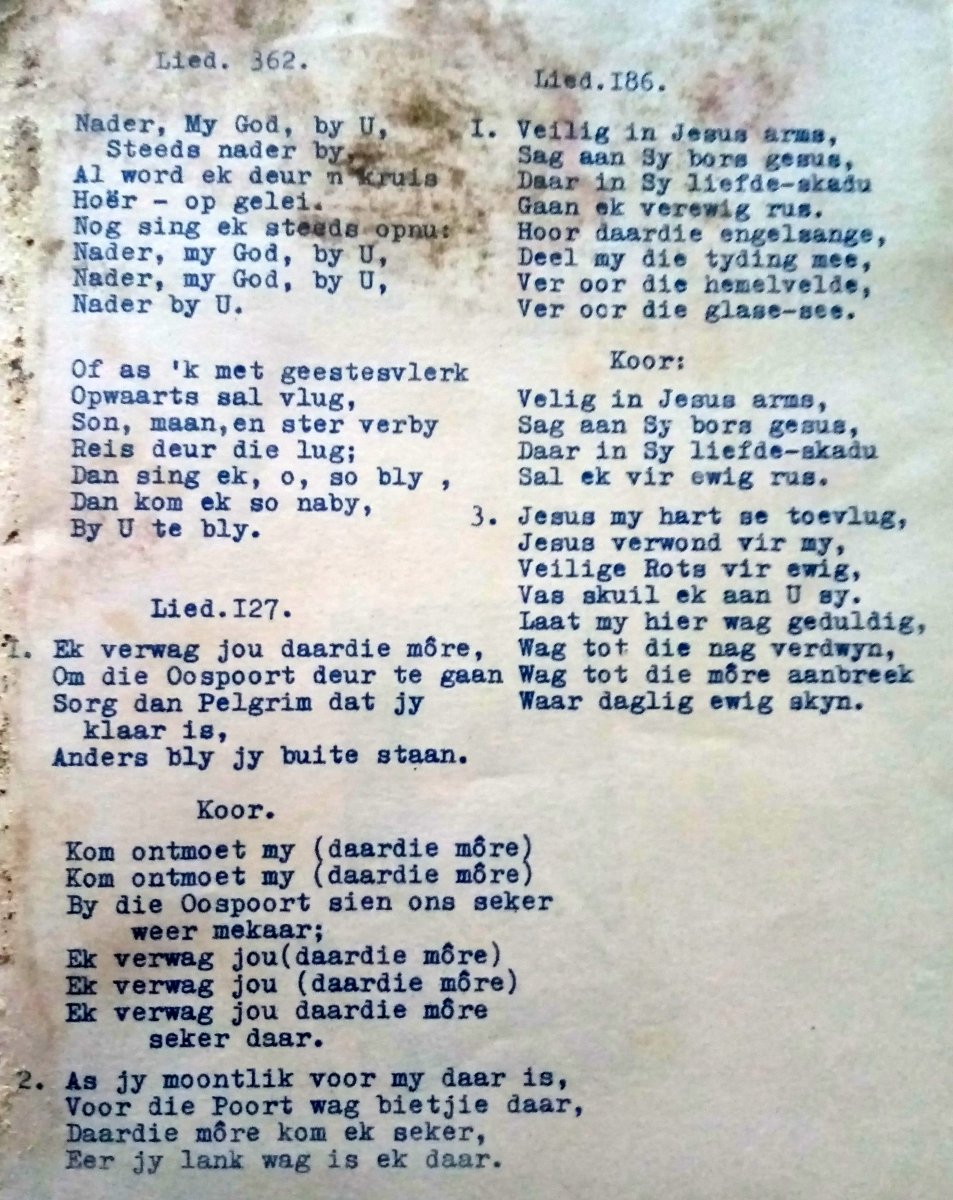 Lied. 362.
Nader, My God, by U,
Steeds nader by,
Al word ek deur 'n kruis
Hoër - op gelei.
Nog sing ek steeds opnu:
Nader, my God, by U,
Nader, my God, by U,
Nader by U.
Of as 'k met geestesvlerk
Opwaarts sal vlug,
Son, maan,en ster verby
Reis deur die lug;
Dan sing ek, o, so bly ,
Dan kom ek so naby,
By U te bly.
Lied.I27.
1. Ek verwag jou daardie môre,
Om die Oospoort deur te gaan
Sorg dan Pelgrim dat jy
klaar is,
Anders bly jy buite staan.
Koor.
Kom ontmoet my (daardie môre)
Kom ontmoet my (daardie môre)
By die Oospoort sien ons seker
weer mekaar;
Ek verwag jou(daardie môre)
Ek verwag jou (daardie môre)
Ek verwag jou daardie môre
seker daar.
2. As jy moontlik voor my daar is,
Voor die Poort wag bietjie daar,
Daardie môre kom ek seker,
Eer jy lank wag is ek daar.
Lied.I86.
I. Veilig in Jesus arms,
Sag aan Sy bors gesus,
Daar in Sy liefde-skadu
Gaan ek verewig rus.
Hoor daardie engelsange,
Deel my die tyding mee,
Ver oor die hemelvelde,
Ver oor die glase-see.
Koor:
Velig in Jesus arms,
Sag aan Sy bors gesus,
Daar in Sy liefde-skadu
Sal ek vir ewig rus.
3. Jesus my hart se toevlug,
Jesus verwond vir my,
Veilige Rots vir ewig,
Vas skuil ek aan U sy.
Laat my hier wag geduldig,
Wag tot die nag verdwyn,
Wag tot die môre aanbreek
Waar daglig ewig skyn.